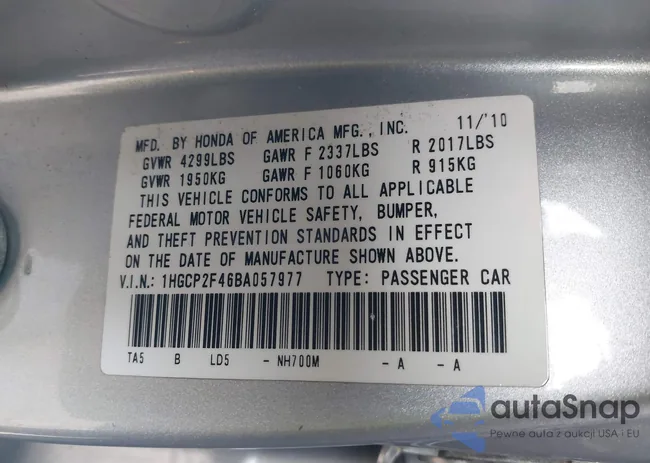 MFD. BY HONDA OF AMERICA MFG., INC. 11/'10
GVWR 4299LBS GAWR F 2337LBS R 2017LBS
GVWR 1950KG GAWR F 1060KG R 915KG
THIS VEHICLE CONFORMS TO ALL APPLICABLE
FEDERAL MOTOR VEHICLE SAFETY, BUMPER,
AND THEFT PREVENTION STANDARDS IN EFFECT
ON THE DATE OF MANUFACTURE SHOWN ABOVE.
V.I.N.: 1HGCP2F46BA057977 TYPE: PASSENGER CAR
TA5 B LD5 - NH700M - A - A
autaSnap
Pewne auta z aukcji USA i EU